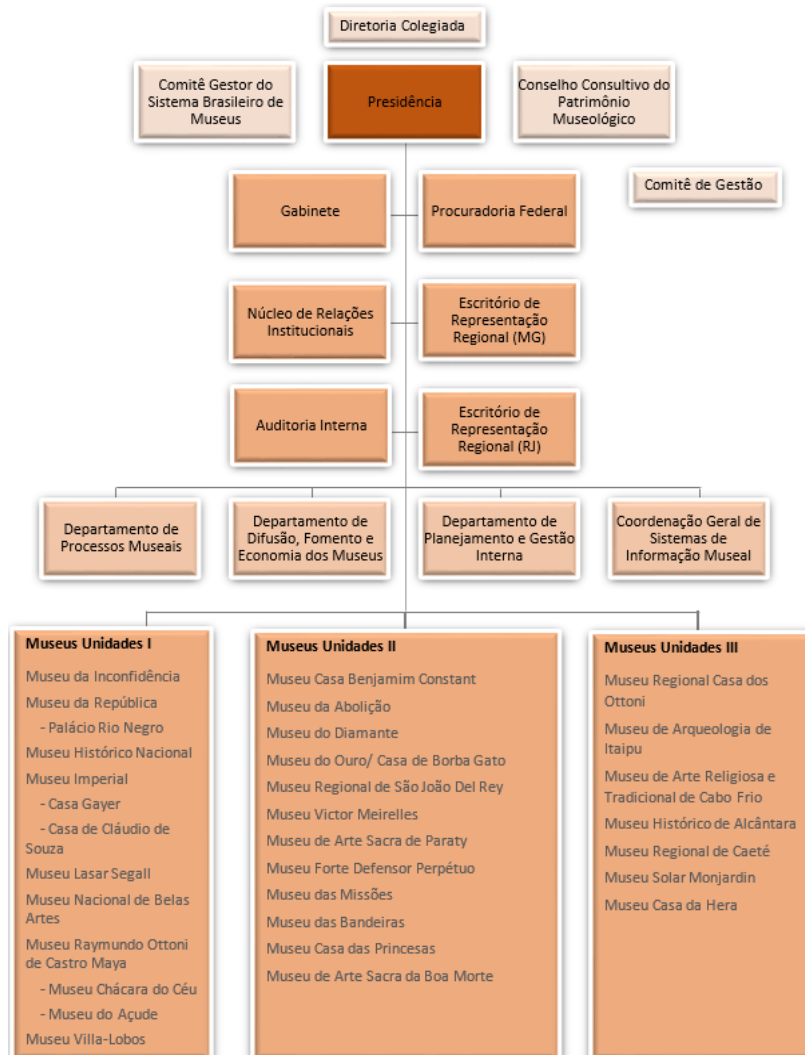 Diretoria Colegiada
Comitê Gestor do
Sistema Brasileiro de
Museus
Presidência
Conselho Consultivo do
Patrimônio
Museológico
Comitê de Gestão
Gabinete
Procuradoria Federal
Núcleo de Relações
Institucionais
Escritório de
Representação
Regional (MG)
Auditoria Interna
Escritório de
Representação
Regional (RJ)
Departamento de
Processos Museais
Departamento de
Difusão, Fomento e
Economia dos Museus
Departamento de
Planejamento e Gestão
Interna
Coordenação Geral de
Sistemas de
Informação Museal
Museus Unidades I
Museu da Inconfidência
Museu da República
- Palácio Rio Negro
Museu Histórico Nacional
Museu Imperial
- Casa Gayer
- Casa de Cláudio de
Souza
Museu Lasar Segall
Museu Nacional de Belas
Artes
Museu Raymundo Ottoni
de Castro Maya
- Museu Chácara do Céu
- Museu do Açude
Museu Villa-Lobos
Museus Unidades II
Museu Casa Benjamim Constant
Museu da Abolição
Museu do Diamante
Museu do Ouro/ Casa de Borba Gato
Museu Regional de São João Del Rey
Museu Victor Meirelles
Museu de Arte Sacra de Paraty
Museu Forte Defensor Perpétuo
Museu das Missões
Museu das Bandeiras
Museu Casa das Princesas
Museu de Arte Sacra da Boa Morte
Museus Unidades III
Museu Regional Casa dos
Ottoni
Museu de Arqueologia de
Itaipu
Museu de Arte Religiosa e
Tradicional de Cabo Frio
Museu Histórico de Alcântara
Museu Regional de Caeté
Museu Solar Monjardin
Museu Casa da Hera